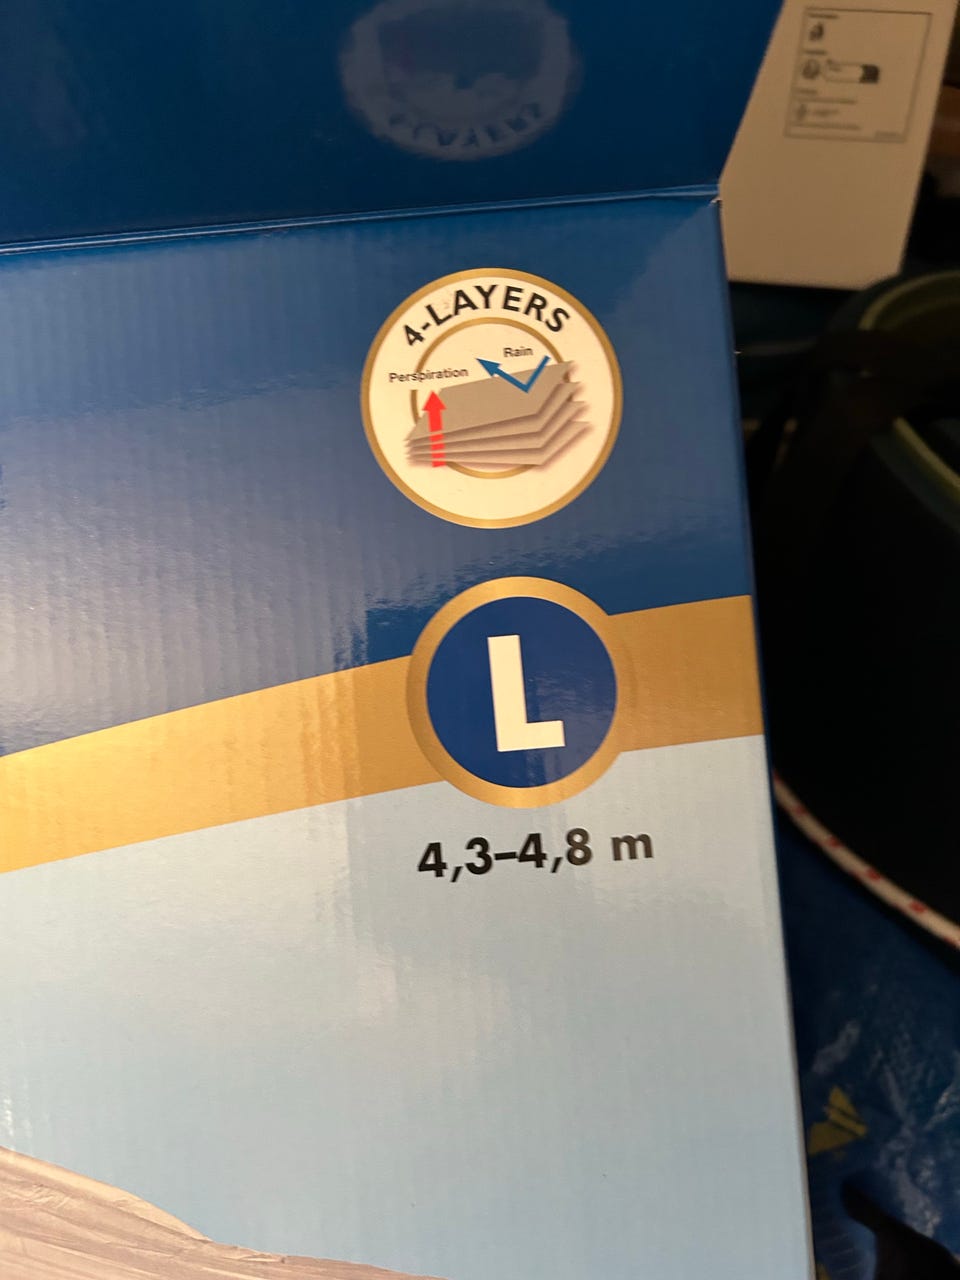 4-LAYERS
Rain
Perspiration
L
4,3–4,8 m